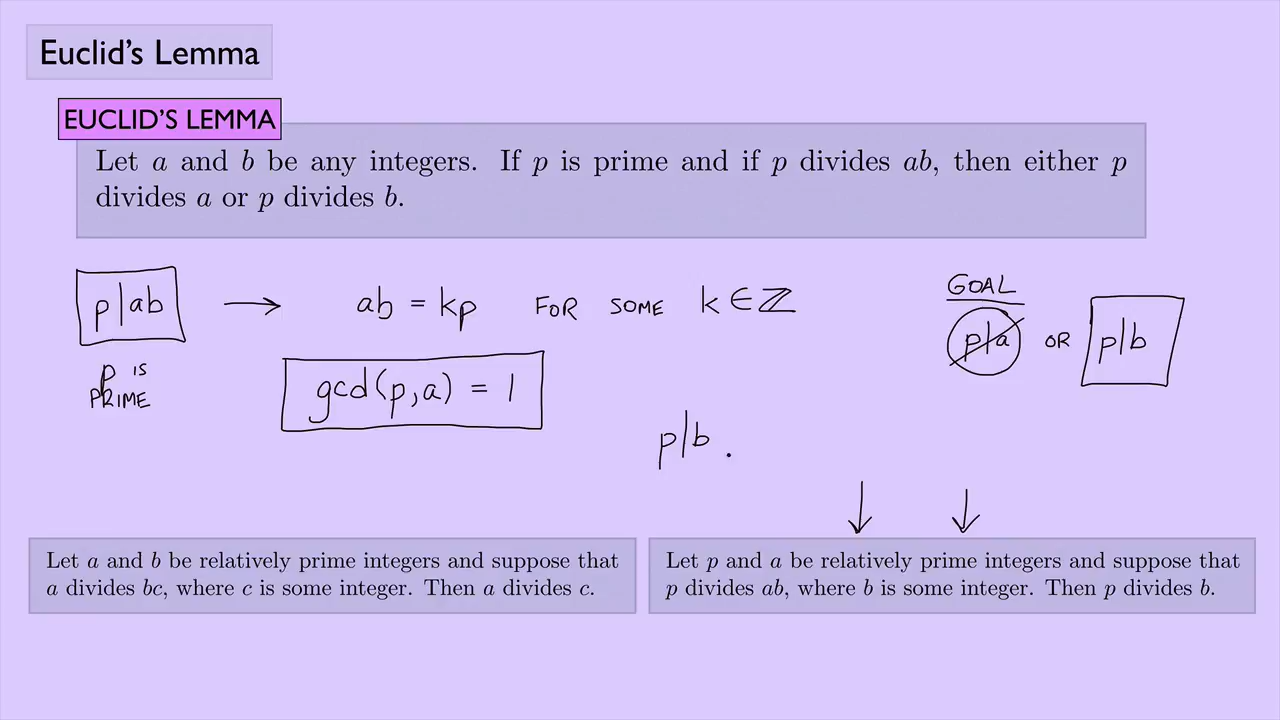 Euclid's Lemma
EUCLID'S LEMMA
Let a and b be any integers. If p is prime and if p divides ab, then either p
divides a or p divides b.
p|ab → ab = kp FOR SOME k ∈ ℤ
GOAL
p|a OR p|b
p IS
PRIME
gcd(p,a) = 1
p|b.
Let a and b be relatively prime integers and suppose that
a divides bc, where c is some integer. Then a divides c.
Let p and a be relatively prime integers and suppose that
p divides ab, where b is some integer. Then p divides b.